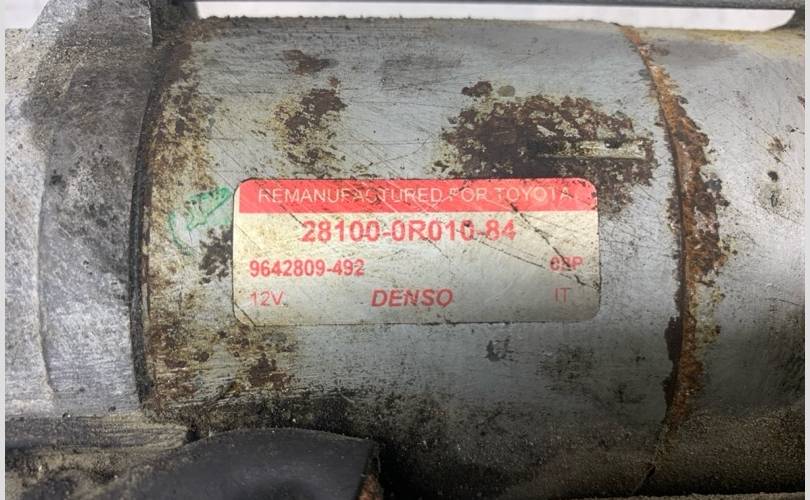 REMANUFACTURED FOR TOYOTA
28100-0R010-84
9642809-492
12V. DENSO IT